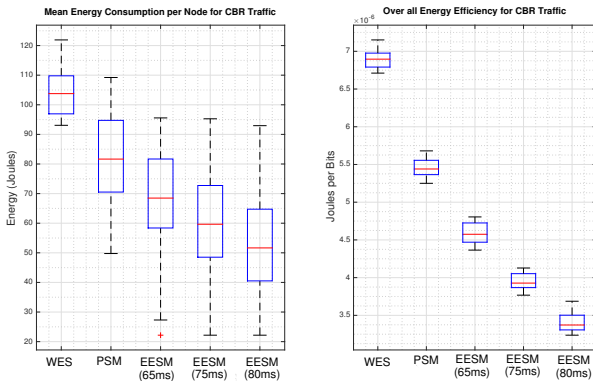 Mean Energy Consumption per Node for CBR Traffic
Energy (Joules)
120
110
100
90
80
70
60
50
40
30
20
WES
PSM
EESM
(65ms)
EESM
(75ms)
EESM
(80ms)
Over all Energy Efficiency for CBR Traffic
×10⁻⁶
Joules per Bits
7
6.5
6
5.5
5
4.5
4
3.5
WES
PSM
EESM
(65ms)
EESM
(75ms)
EESM
(80ms)